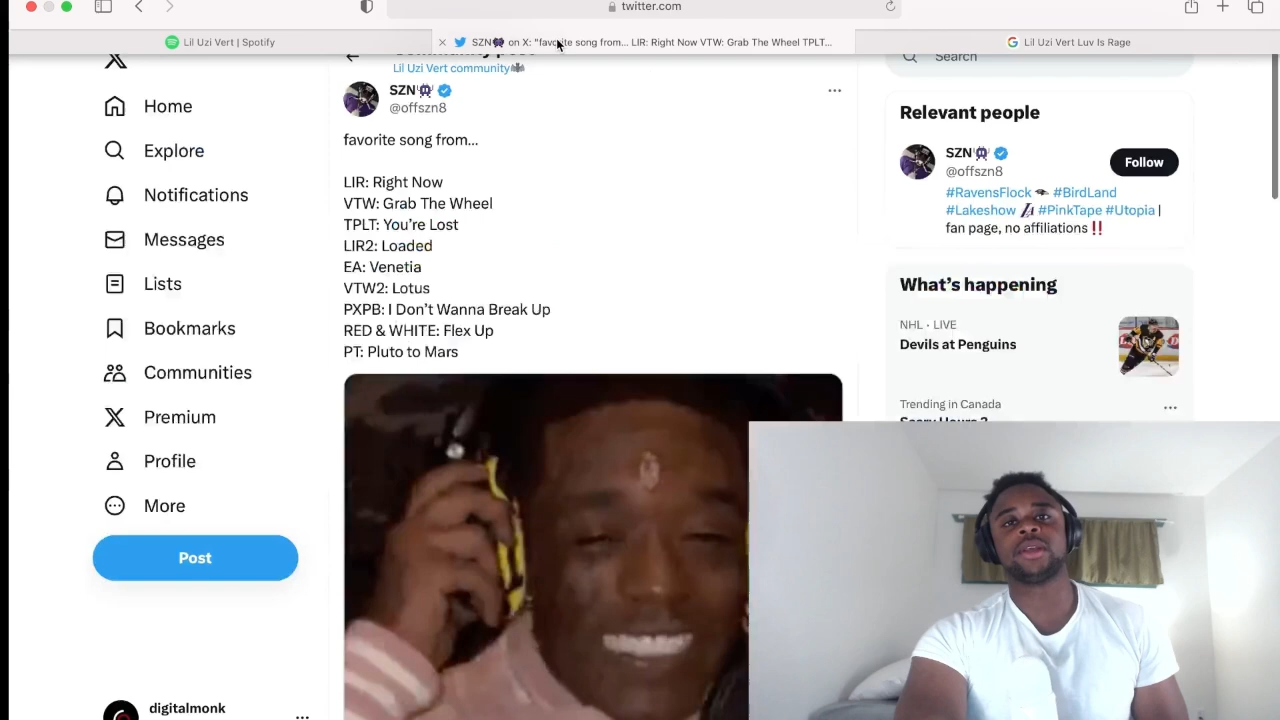 twitter.com
Lil Uzi Vert | Spotify
SZN👾 on X: "favorite song from... LIR: Right Now VTW: Grab The Wheel TPLT...
Lil Uzi Vert Luv Is Rage
Lil Uzi Vert community🦇
SZN👾
@offszn8
favorite song from...
LIR: Right Now
VTW: Grab The Wheel
TPLT: You're Lost
LIR2: Loaded
EA: Venetia
VTW2: Lotus
PXPB: I Don't Wanna Break Up
RED & WHITE: Flex Up
PT: Pluto to Mars
Home
Explore
Notifications
Messages
Lists
Bookmarks
Communities
Premium
Profile
More
Post
digitalmonk
Search
Relevant people
SZN👾
@offszn8
Follow
#RavensFlock #BirdLand
#Lakeshow #PinkTape #Utopia |
fan page, no affiliations‼️
What's happening
NHL · LIVE
Devils at Penguins
Trending in Canada